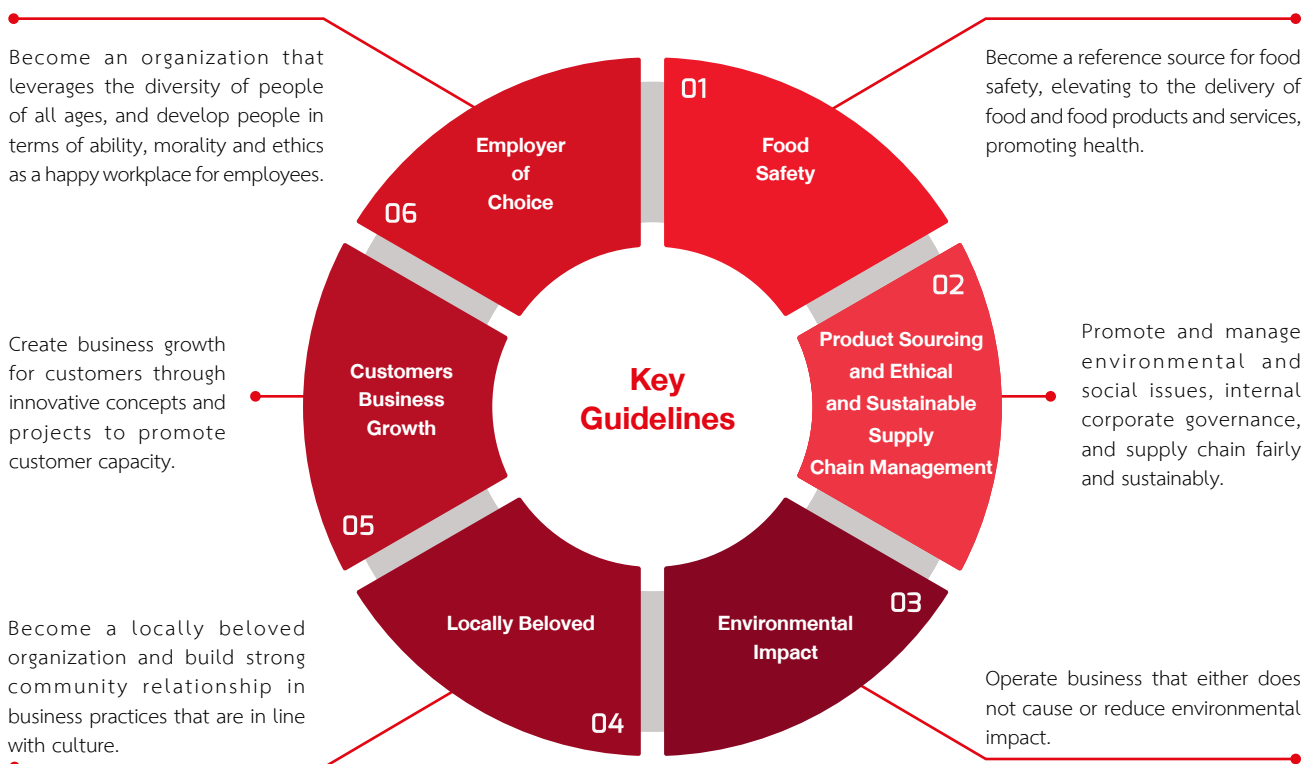 Key
Guidelines
01
Food
Safety
Become a reference source for food
safety, elevating to the delivery of
food and food products and services,
promoting health.
02
Product Sourcing
and Ethical
and Sustainable
Supply
Chain Management
Promote and manage
environmental and
social issues, internal
corporate governance,
and supply chain fairly
and sustainably.
03
Environmental
Impact
Operate business that either does
not cause or reduce environmental
impact.
04
Locally Beloved
Become a locally beloved
organization and build strong
community relationship in
business practices that are in line
with culture.
05
Customers
Business
Growth
Create business growth
for customers through
innovative concepts and
projects to promote
customer capacity.
06
Employer
of
Choice
Become an organization that
leverages the diversity of people
of all ages, and develop people in
terms of ability, morality and ethics
as a happy workplace for employees.